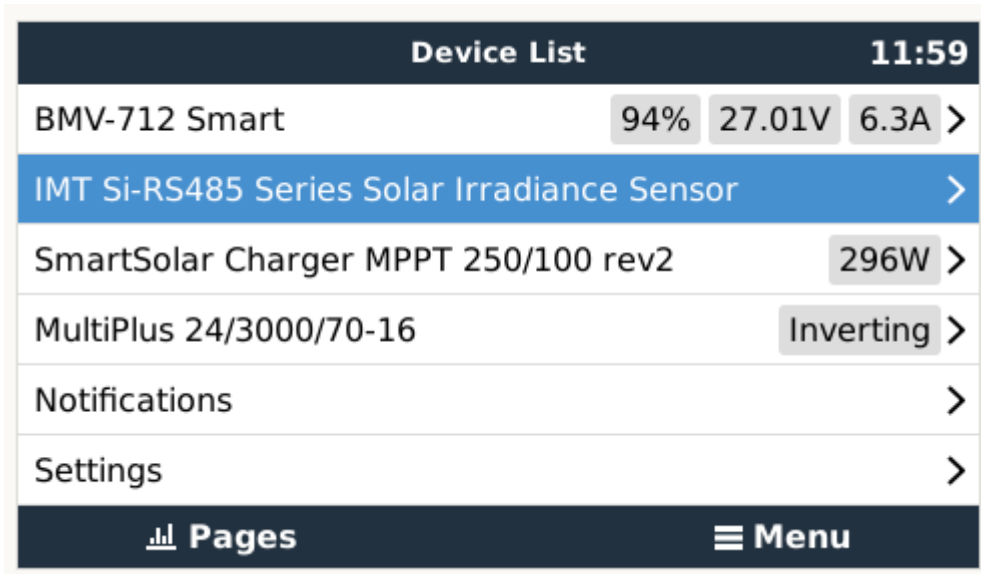 Device List 11:59
BMV-712 Smart 94% 27.01V 6.3A
IMT Si-RS485 Series Solar Irradiance Sensor
SmartSolar Charger MPPT 250/100 rev2 296W
MultiPlus 24/3000/70-16 Inverting
Notifications
Settings
Pages Menu